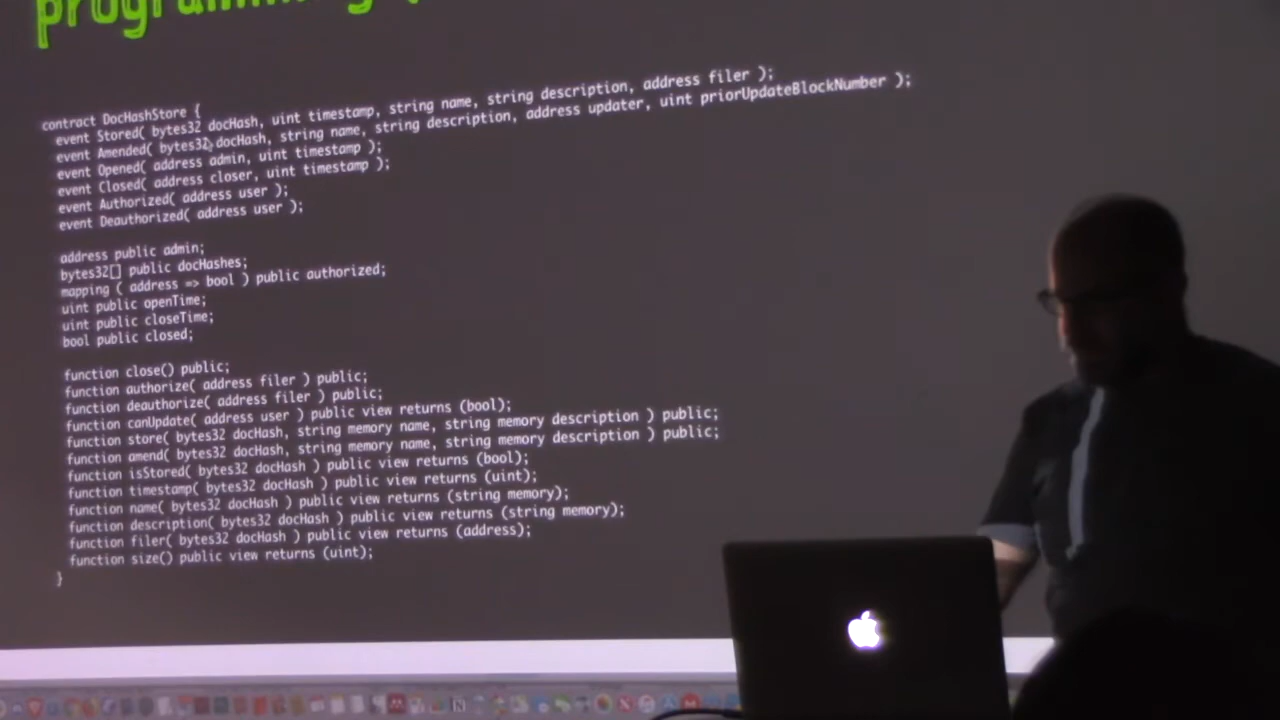 programming
contract DocHashStore {
event Stored( bytes32 docHash, uint timestamp, string name, string description, address filer );
event Amended( bytes32 docHash, string name, string description, address updater, uint priorUpdateBlockNumber );
event Opened( address admin, uint timestamp );
event Closed( address closer, uint timestamp );
event Authorized( address user );
event Deauthorized( address user );
address public admin;
bytes32[] public docHashes;
mapping ( address => bool ) public authorized;
uint public openTime;
uint public closeTime;
bool public closed;
function close() public;
function authorize( address filer ) public;
function deauthorize( address filer ) public;
function canUpdate( address user ) public view returns (bool);
function store( bytes32 docHash, string memory name, string memory description ) public;
function amend( bytes32 docHash, string memory name, string memory description ) public;
function isStored( bytes32 docHash ) public view returns (bool);
function timestamp( bytes32 docHash ) public view returns (uint);
function name( bytes32 docHash ) public view returns (string memory);
function description( bytes32 docHash ) public view returns (string memory);
function filer( bytes32 docHash ) public view returns (address);
function size() public view returns (uint);
}